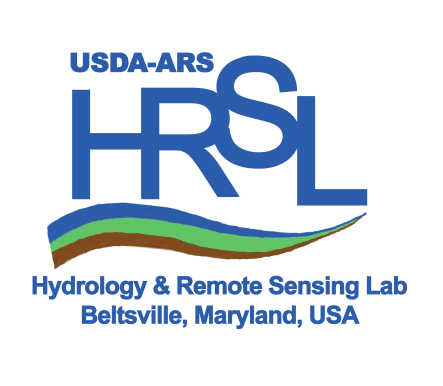 USDA-ARS
HRSL
Hydrology & Remote Sensing Lab
Beltsville, Maryland, USA